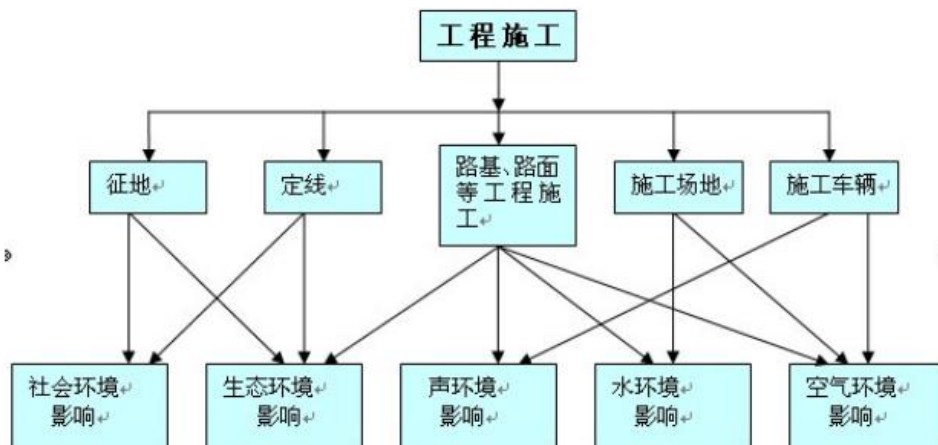 工程施工
征地
定线
路基、路面
等工程施
工
施工场地
施工车辆
社会环境
影响
生态环境
影响
声环境
影响
水环境
影响
空气环境
影响